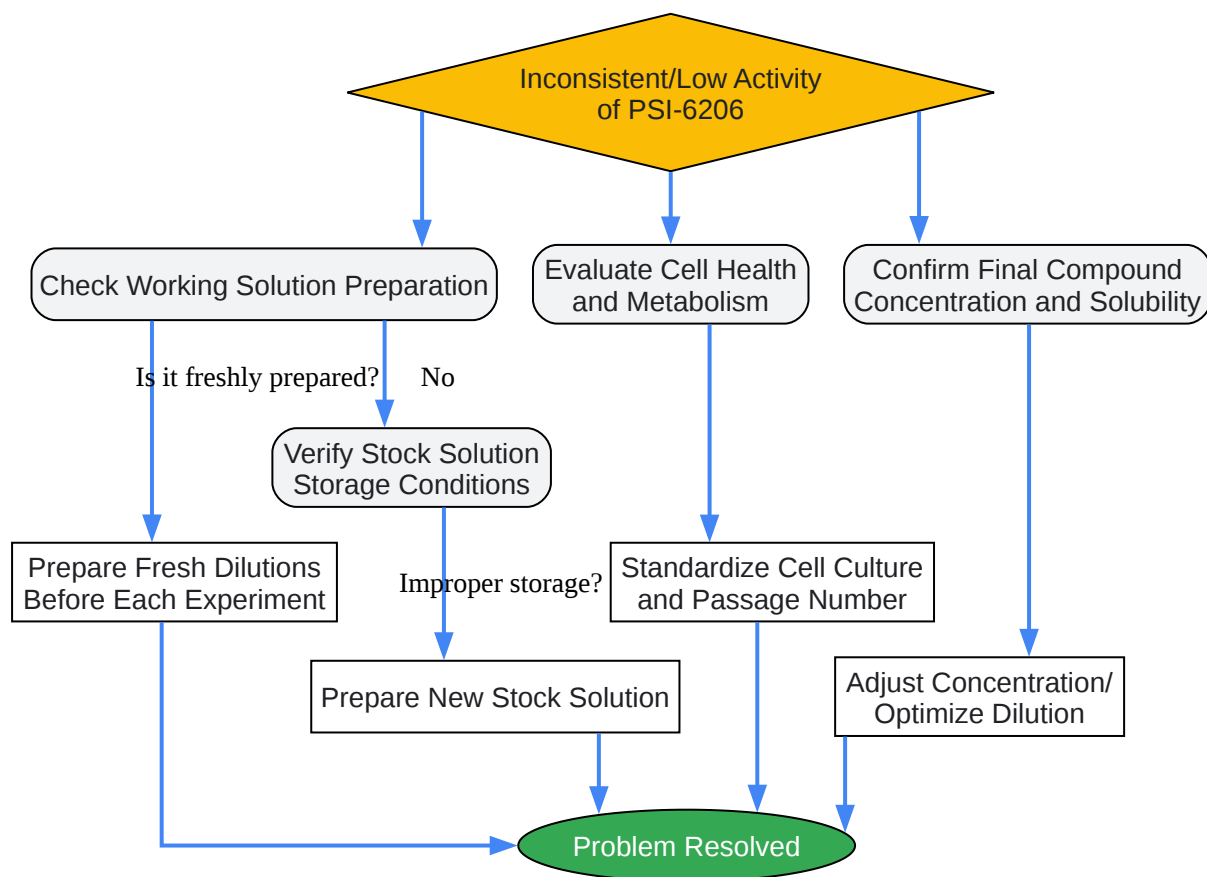 Inconsistent/Low Activity
of PSI-6206
Check Working Solution Preparation
Evaluate Cell Health
and Metabolism
Confirm Final Compound
Concentration and Solubility
Is it freshly prepared?
No
Verify Stock Solution
Storage Conditions
Prepare Fresh Dilutions
Before Each Experiment
Improper storage?
Standardize Cell Culture
and Passage Number
Prepare New Stock Solution
Adjust Concentration/
Optimize Dilution
Problem Resolved